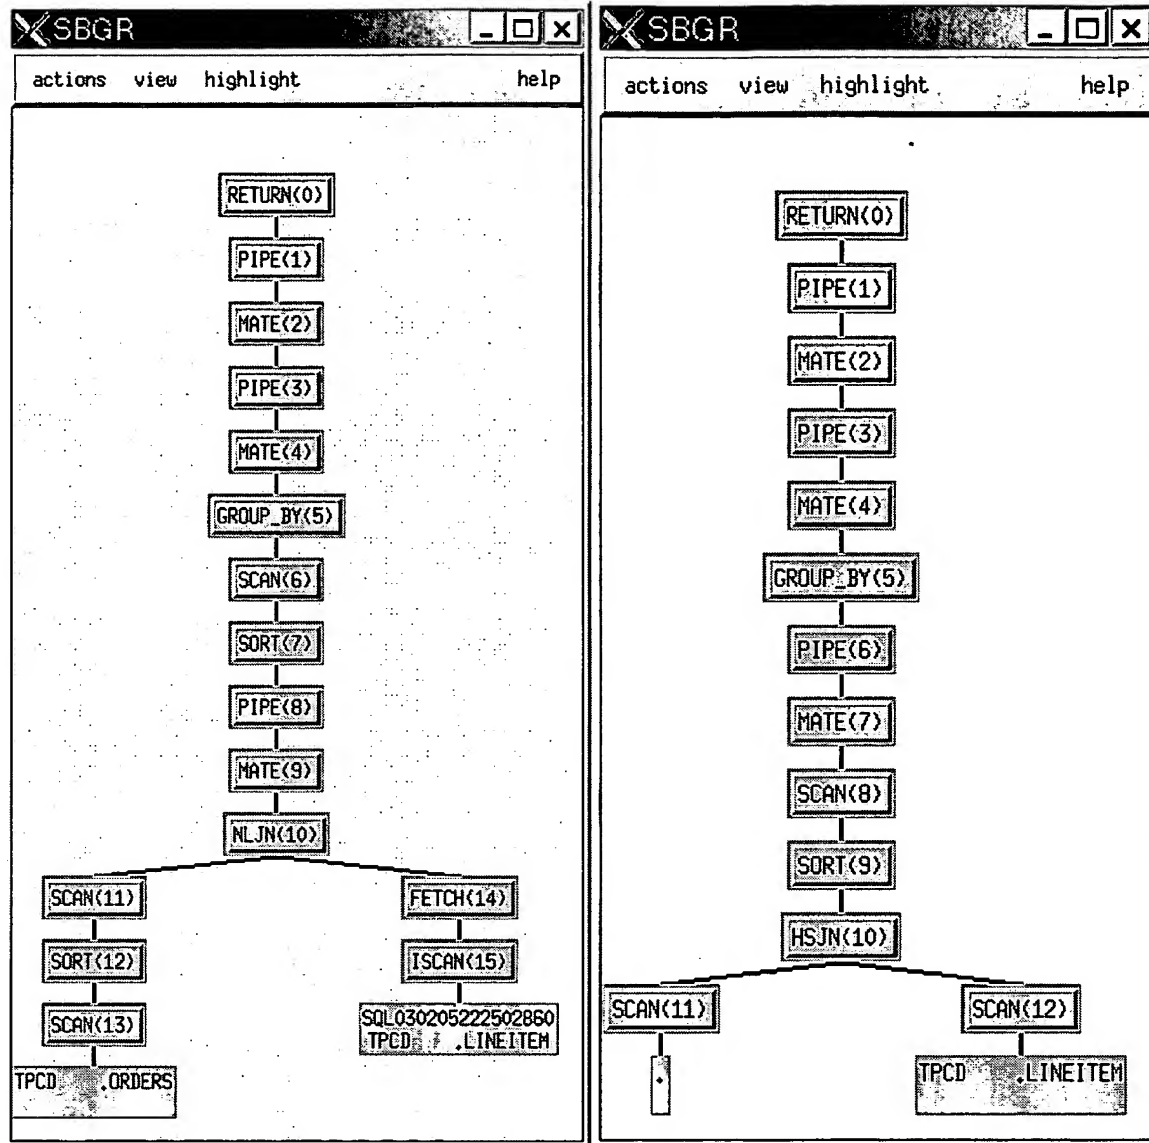 SBGR
actions view highlight help
RETURN(0)
PIPE(1)
MATE(2)
PIPE(3)
MATE(4)
GROUP_BY(5)
SCAN(6)
SORT(7)
PIPE(8)
MATE(9)
NLJN(10)
SCAN(11) FETCH(14)
SORT(12) ISCAN(15)
SCAN(13) SQL030205222502860
TPCD .LINEITEM
TPCD .ORDERS
SBGR
actions view highlight help
RETURN(0)
PIPE(1)
MATE(2)
PIPE(3)
MATE(4)
GROUP_BY(5)
PIPE(6)
MATE(7)
SCAN(8)
SORT(9)
HSJN(10)
SCAN(11) SCAN(12)
. TPCD .LINEITEM